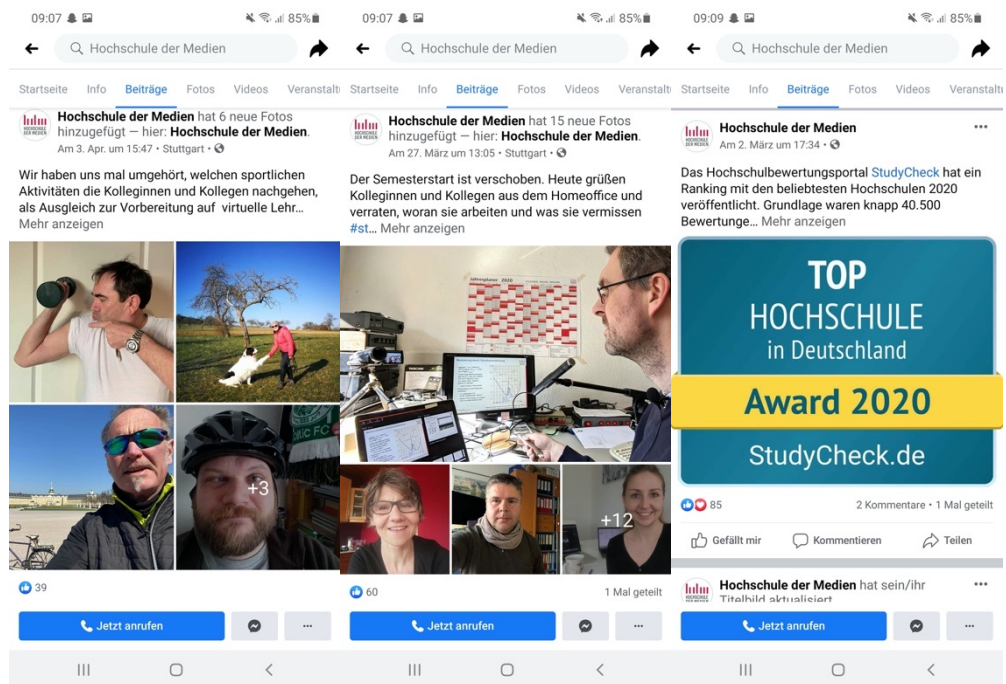 09:07
85%
Hochschule der Medien
Startseite Info Beiträge Fotos Videos Veranstalt
Hochschule der Medien hat 6 neue Fotos
hinzugefügt — hier: Hochschule der Medien.
Am 3. Apr. um 15:47 • Stuttgart •
Wir haben uns mal umgehört, welchen sportlichen
Aktivitäten die Kolleginnen und Kollegen nachgehen,
als Ausgleich zur Vorbereitung auf virtuelle Lehr...
Mehr anzeigen
+3
39
Jetzt anrufen
09:07
85%
Hochschule der Medien
Startseite Info Beiträge Fotos Videos Veranstalt
Hochschule der Medien hat 15 neue Fotos
hinzugefügt — hier: Hochschule der Medien.
Am 27. März um 13:05 • Stuttgart •
Der Semesterstart ist verschoben. Heute grüßen
Kolleginnen und Kollegen aus dem Homeoffice und
verraten, woran sie arbeiten und was sie vermissen
#st... Mehr anzeigen
Jahresplaner 2020
+12
60
1 Mal geteilt
Jetzt anrufen
09:09
85%
Hochschule der Medien
Startseite Info Beiträge Fotos Videos Veranstalt
Hochschule der Medien
Am 2. März um 17:34 •
Das Hochschulbewertungsportal StudyCheck hat ein
Ranking mit den beliebtesten Hochschulen 2020
veröffentlicht. Grundlage waren knapp 40.500
Bewertunge... Mehr anzeigen
TOP
HOCHSCHULE
in Deutschland
Award 2020
StudyCheck.de
85
2 Kommentare • 1 Mal geteilt
Gefällt mir Kommentieren Teilen
Hochschule der Medien hat sein/ihr
Titelbild aktualisiert
Jetzt anrufen